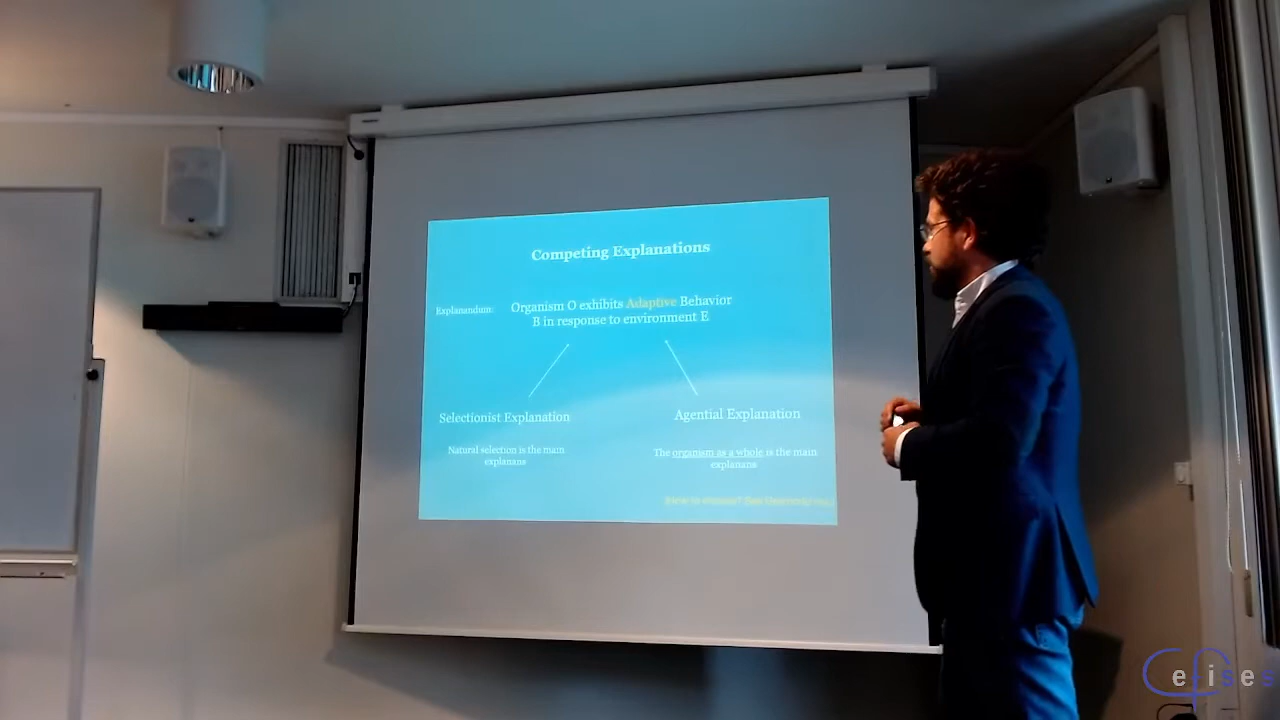 Competing Explanations
Explanandum: Organism O exhibits Adaptive Behavior
B in response to environment E
Selectionist Explanation
Agential Explanation
Natural selection is the main
explanans
The organism as a whole is the main
explanans
efises